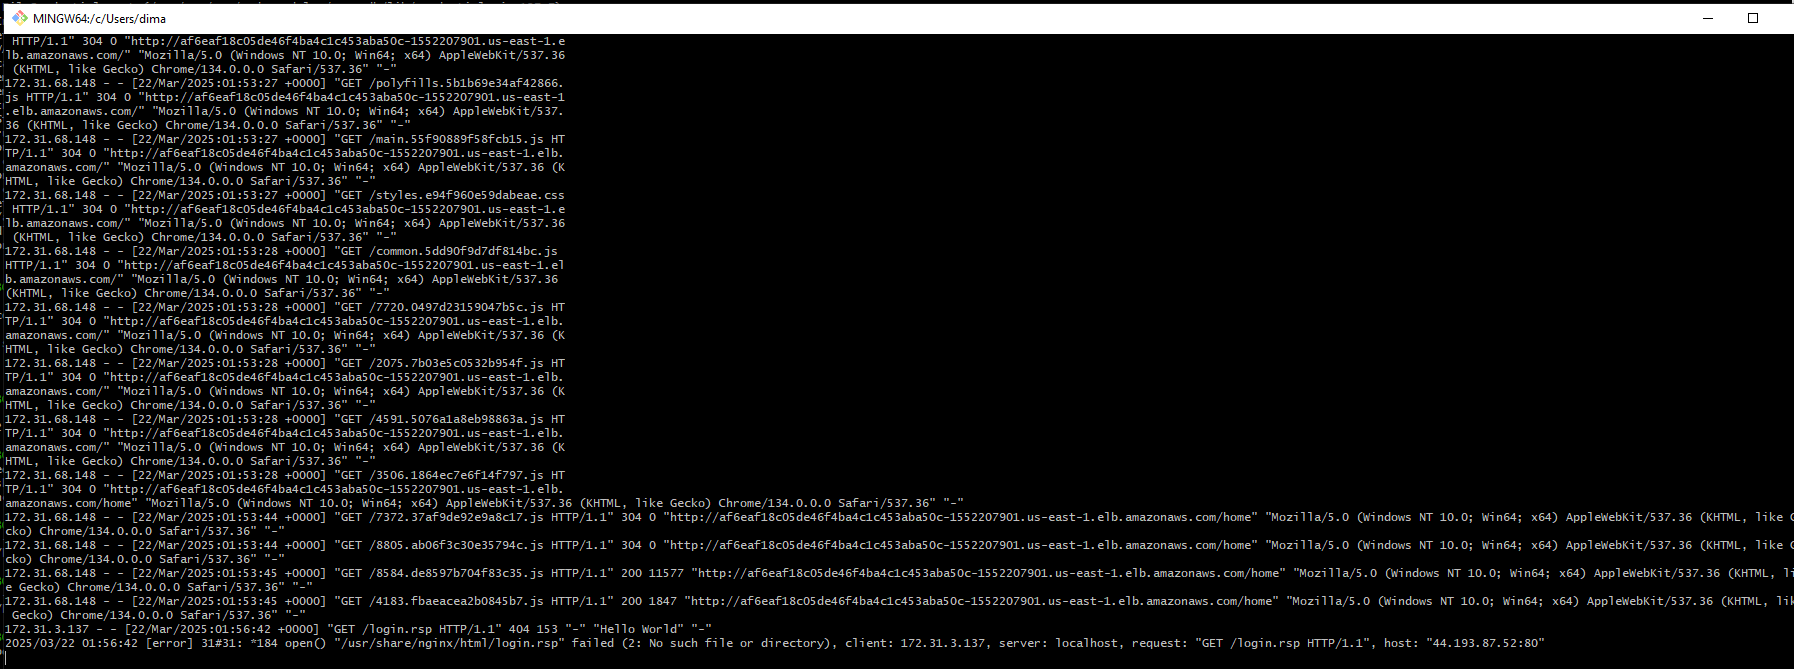 MINGW64:/c/Users/dima
HTTP/1.1" 304 0 "http://af6eaf18c05de46f4ba4c1c453aba50c-1552207901.us-east-1.e
lb.amazonaws.com/" "Mozilla/5.0 (Windows NT 10.0; Win64; x64) AppleWebKit/537.36
(KHTML, like Gecko) Chrome/134.0.0.0 Safari/537.36" "-"
172.31.68.148 - - [22/Mar/2025:01:53:27 +0000] "GET /polyfills.5b1b69e34af42866.
js HTTP/1.1" 304 0 "http://af6eaf18c05de46f4ba4c1c453aba50c-1552207901.us-east-1
.elb.amazonaws.com/" "Mozilla/5.0 (Windows NT 10.0; Win64; x64) AppleWebKit/537.
36 (KHTML, like Gecko) Chrome/134.0.0.0 Safari/537.36" "-"
172.31.68.148 - - [22/Mar/2025:01:53:27 +0000] "GET /main.55f90889f58fcb15.js HT
TP/1.1" 304 0 "http://af6eaf18c05de46f4ba4c1c453aba50c-1552207901.us-east-1.elb.
amazonaws.com/" "Mozilla/5.0 (Windows NT 10.0; Win64; x64) AppleWebKit/537.36 (K
HTML, like Gecko) Chrome/134.0.0.0 Safari/537.36" "-"
172.31.68.148 - - [22/Mar/2025:01:53:27 +0000] "GET /styles.e94f960e59dabeae.css
HTTP/1.1" 304 0 "http://af6eaf18c05de46f4ba4c1c453aba50c-1552207901.us-east-1.e
lb.amazonaws.com/" "Mozilla/5.0 (Windows NT 10.0; Win64; x64) AppleWebKit/537.36
(KHTML, like Gecko) Chrome/134.0.0.0 Safari/537.36" "-"
172.31.68.148 - - [22/Mar/2025:01:53:28 +0000] "GET /common.5dd90f9d7df814bc.js
HTTP/1.1" 304 0 "http://af6eaf18c05de46f4ba4c1c453aba50c-1552207901.us-east-1.el
b.amazonaws.com/" "Mozilla/5.0 (Windows NT 10.0; Win64; x64) AppleWebKit/537.36
(KHTML, like Gecko) Chrome/134.0.0.0 Safari/537.36" "-"
172.31.68.148 - - [22/Mar/2025:01:53:28 +0000] "GET /7720.0497d23159047b5c.js HT
TP/1.1" 304 0 "http://af6eaf18c05de46f4ba4c1c453aba50c-1552207901.us-east-1.elb.
amazonaws.com/" "Mozilla/5.0 (Windows NT 10.0; Win64; x64) AppleWebKit/537.36 (K
HTML, like Gecko) Chrome/134.0.0.0 Safari/537.36" "-"
172.31.68.148 - - [22/Mar/2025:01:53:28 +0000] "GET /2075.7b03e5c0532b954f.js HT
TP/1.1" 304 0 "http://af6eaf18c05de46f4ba4c1c453aba50c-1552207901.us-east-1.elb.
amazonaws.com/" "Mozilla/5.0 (Windows NT 10.0; Win64; x64) AppleWebKit/537.36 (K
HTML, like Gecko) Chrome/134.0.0.0 Safari/537.36" "-"
172.31.68.148 - - [22/Mar/2025:01:53:28 +0000] "GET /4591.5076a1a8eb98863a.js HT
TP/1.1" 304 0 "http://af6eaf18c05de46f4ba4c1c453aba50c-1552207901.us-east-1.elb.
amazonaws.com/" "Mozilla/5.0 (Windows NT 10.0; Win64; x64) AppleWebKit/537.36 (K
HTML, like Gecko) Chrome/134.0.0.0 Safari/537.36" "-"
172.31.68.148 - - [22/Mar/2025:01:53:28 +0000] "GET /3506.1864ec7e6f14f797.js HT
TP/1.1" 304 0 "http://af6eaf18c05de46f4ba4c1c453aba50c-1552207901.us-east-1.elb.
amazonaws.com/home" "Mozilla/5.0 (Windows NT 10.0; Win64; x64) AppleWebKit/537.36 (KHTML, like Gecko) Chrome/134.0.0.0 Safari/537.36" "-"
172.31.68.148 - - [22/Mar/2025:01:53:44 +0000] "GET /7372.37af9de92e9a8c17.js HTTP/1.1" 304 0 "http://af6eaf18c05de46f4ba4c1c453aba50c-1552207901.us-east-1.elb.amazonaws.com/home" "Mozilla/5.0 (Windows NT 10.0; Win64; x64) AppleWebKit/537.36 (KHTML, like G
cko) Chrome/134.0.0.0 Safari/537.36" "-"
172.31.68.148 - - [22/Mar/2025:01:53:44 +0000] "GET /8805.ab06f3c30e35794c.js HTTP/1.1" 304 0 "http://af6eaf18c05de46f4ba4c1c453aba50c-1552207901.us-east-1.elb.amazonaws.com/home" "Mozilla/5.0 (Windows NT 10.0; Win64; x64) AppleWebKit/537.36 (KHTML, like G
cko) Chrome/134.0.0.0 Safari/537.36" "-"
172.31.68.148 - - [22/Mar/2025:01:53:45 +0000] "GET /8584.de8597b704f83c35.js HTTP/1.1" 200 11577 "http://af6eaf18c05de46f4ba4c1c453aba50c-1552207901.us-east-1.elb.amazonaws.com/home" "Mozilla/5.0 (Windows NT 10.0; Win64; x64) AppleWebKit/537.36 (KHTML, li
e Gecko) Chrome/134.0.0.0 Safari/537.36" "-"
172.31.68.148 - - [22/Mar/2025:01:53:45 +0000] "GET /4183.fbaeaceea2b0845b7.js HTTP/1.1" 200 1847 "http://af6eaf18c05de46f4ba4c1c453aba50c-1552207901.us-east-1.elb.amazonaws.com/home" "Mozilla/5.0 (Windows NT 10.0; Win64; x64) AppleWebKit/537.36 (KHTML, lik
Gecko) Chrome/134.0.0.0 Safari/537.36" "-"
172.31.3.137 - - [22/Mar/2025:01:56:42 +0000] "GET /login.rsp HTTP/1.1" 404 153 "-" "Hello World" "-"
2025/03/22 01:56:42 [error] 31#31: *184 open() "/usr/share/nginx/html/login.rsp" failed (2: No such file or directory), client: 172.31.3.137, server: localhost, request: "GET /login.rsp HTTP/1.1", host: "44.193.87.52:80"